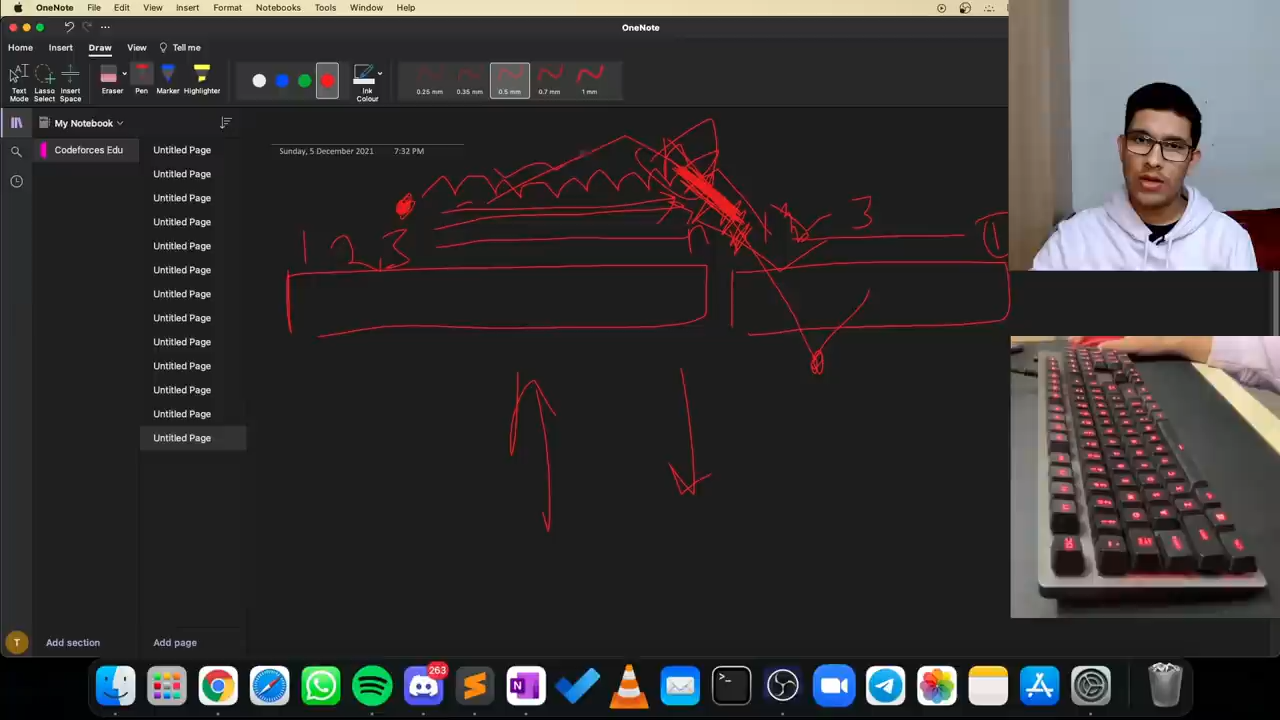 OneNote File Edit View Insert Format Notebooks Tools Window Help
OneNote
Home Insert Draw View Tell me
Text Mode
Lasso Select
Insert Space
Eraser
Pen
Marker
Highlighter
Ink Colour
0.25 mm
0.35 mm
0.5 mm
0.7 mm
1 mm
My Notebook
Codeforces Edu
Untitled Page
Untitled Page
Untitled Page
Untitled Page
Untitled Page
Untitled Page
Untitled Page
Untitled Page
Untitled Page
Untitled Page
Untitled Page
Untitled Page
Untitled Page
Sunday, 5 December 2021 7:32 PM
1 2,3 n 3 1
T Add section Add page
263